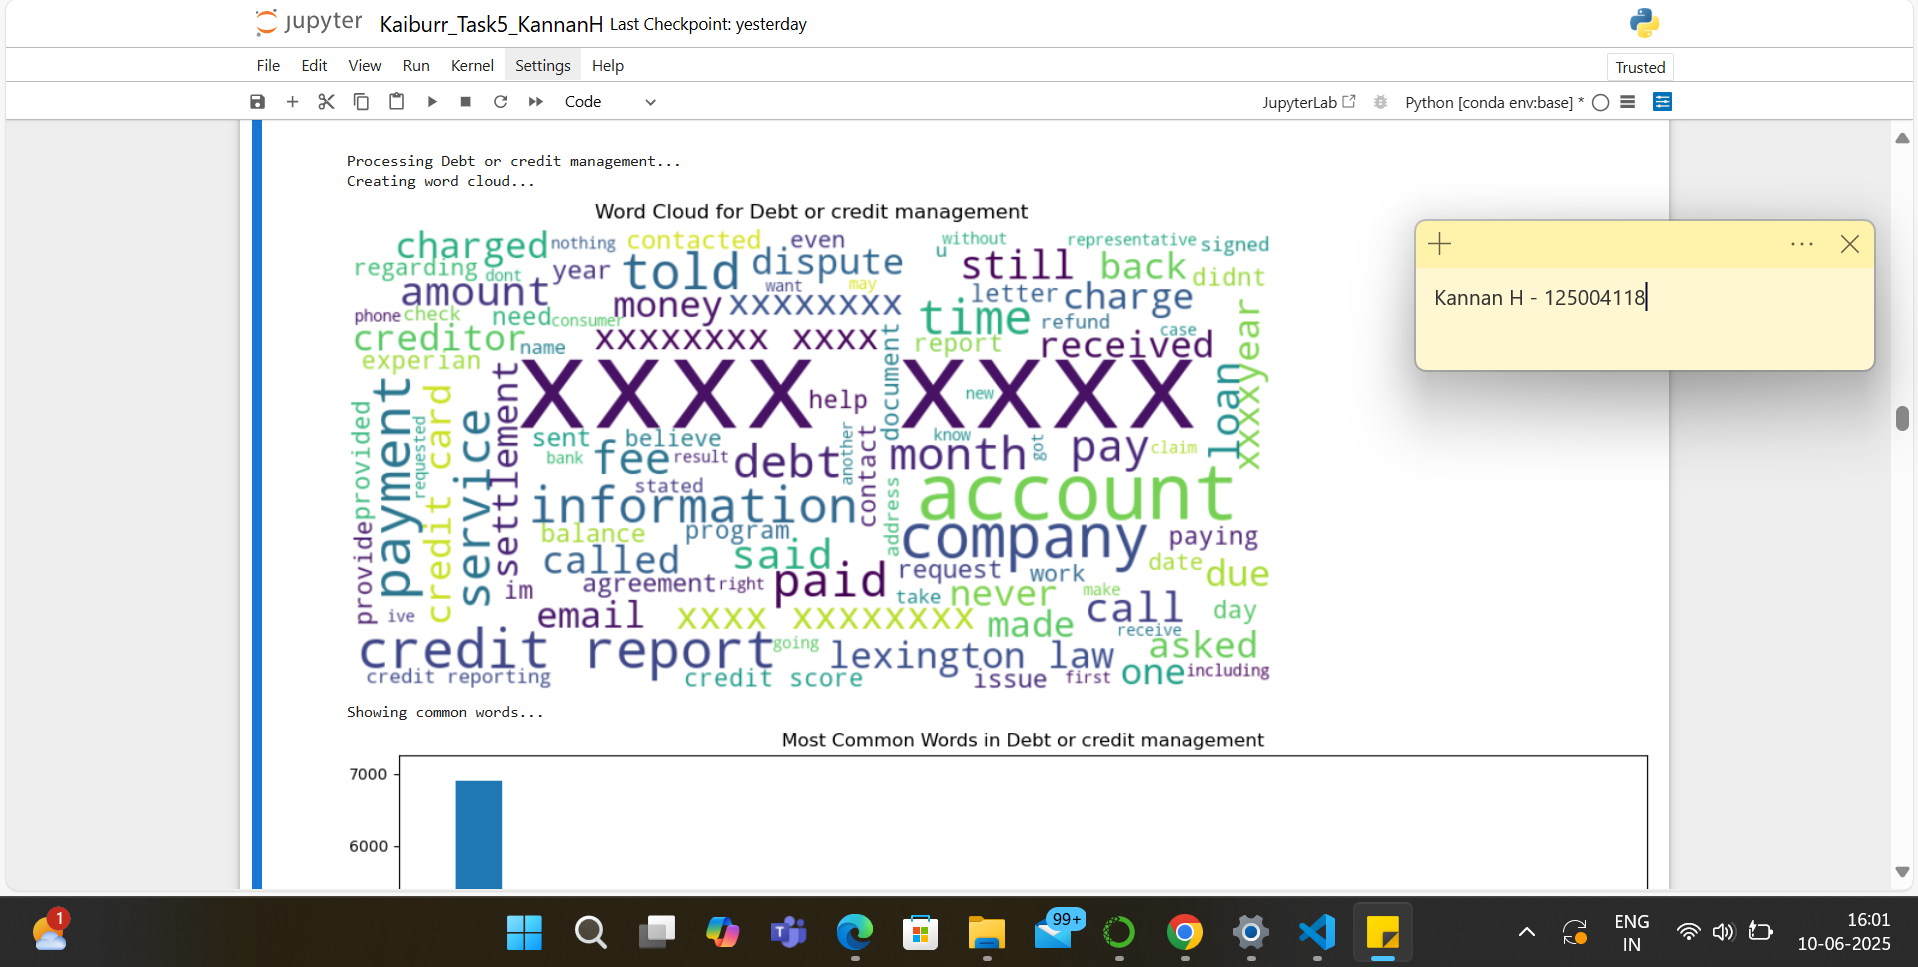 jupyter Kaiburr_Task5_KannanH Last Checkpoint: yesterday
File Edit View Run Kernel Settings Help
Trusted
Code
JupyterLab
Python [conda env:base] *
Processing Debt or credit management...
Creating word cloud...
Word Cloud for Debt or credit management
charged nothing contacted even without representative signed
regarding dont year told dispute u still back didnt
amount want may letter charge
money xxxxxxxx
phone check need consumer time refund case
creditor name xxxxxxxx xxxx report received
experian document loan xxxxyear
xxxx help xxxx new
payment credit card service settlement
provided requested
sent believe another contact know got
bank fee result debt month pay claim
stated
information account
balance program address company paying
called said date
provide im agreement right paid request work due
take never make
ive email xxxx xxxxxxxx made call day
receive
credit report going lexington law asked
credit reporting credit score issue first one including
Showing common words...
Most Common Words in Debt or credit management
7000
6000
Kannan H - 125004118
1
T
99+
ENG
IN
16:01
10-06-2025